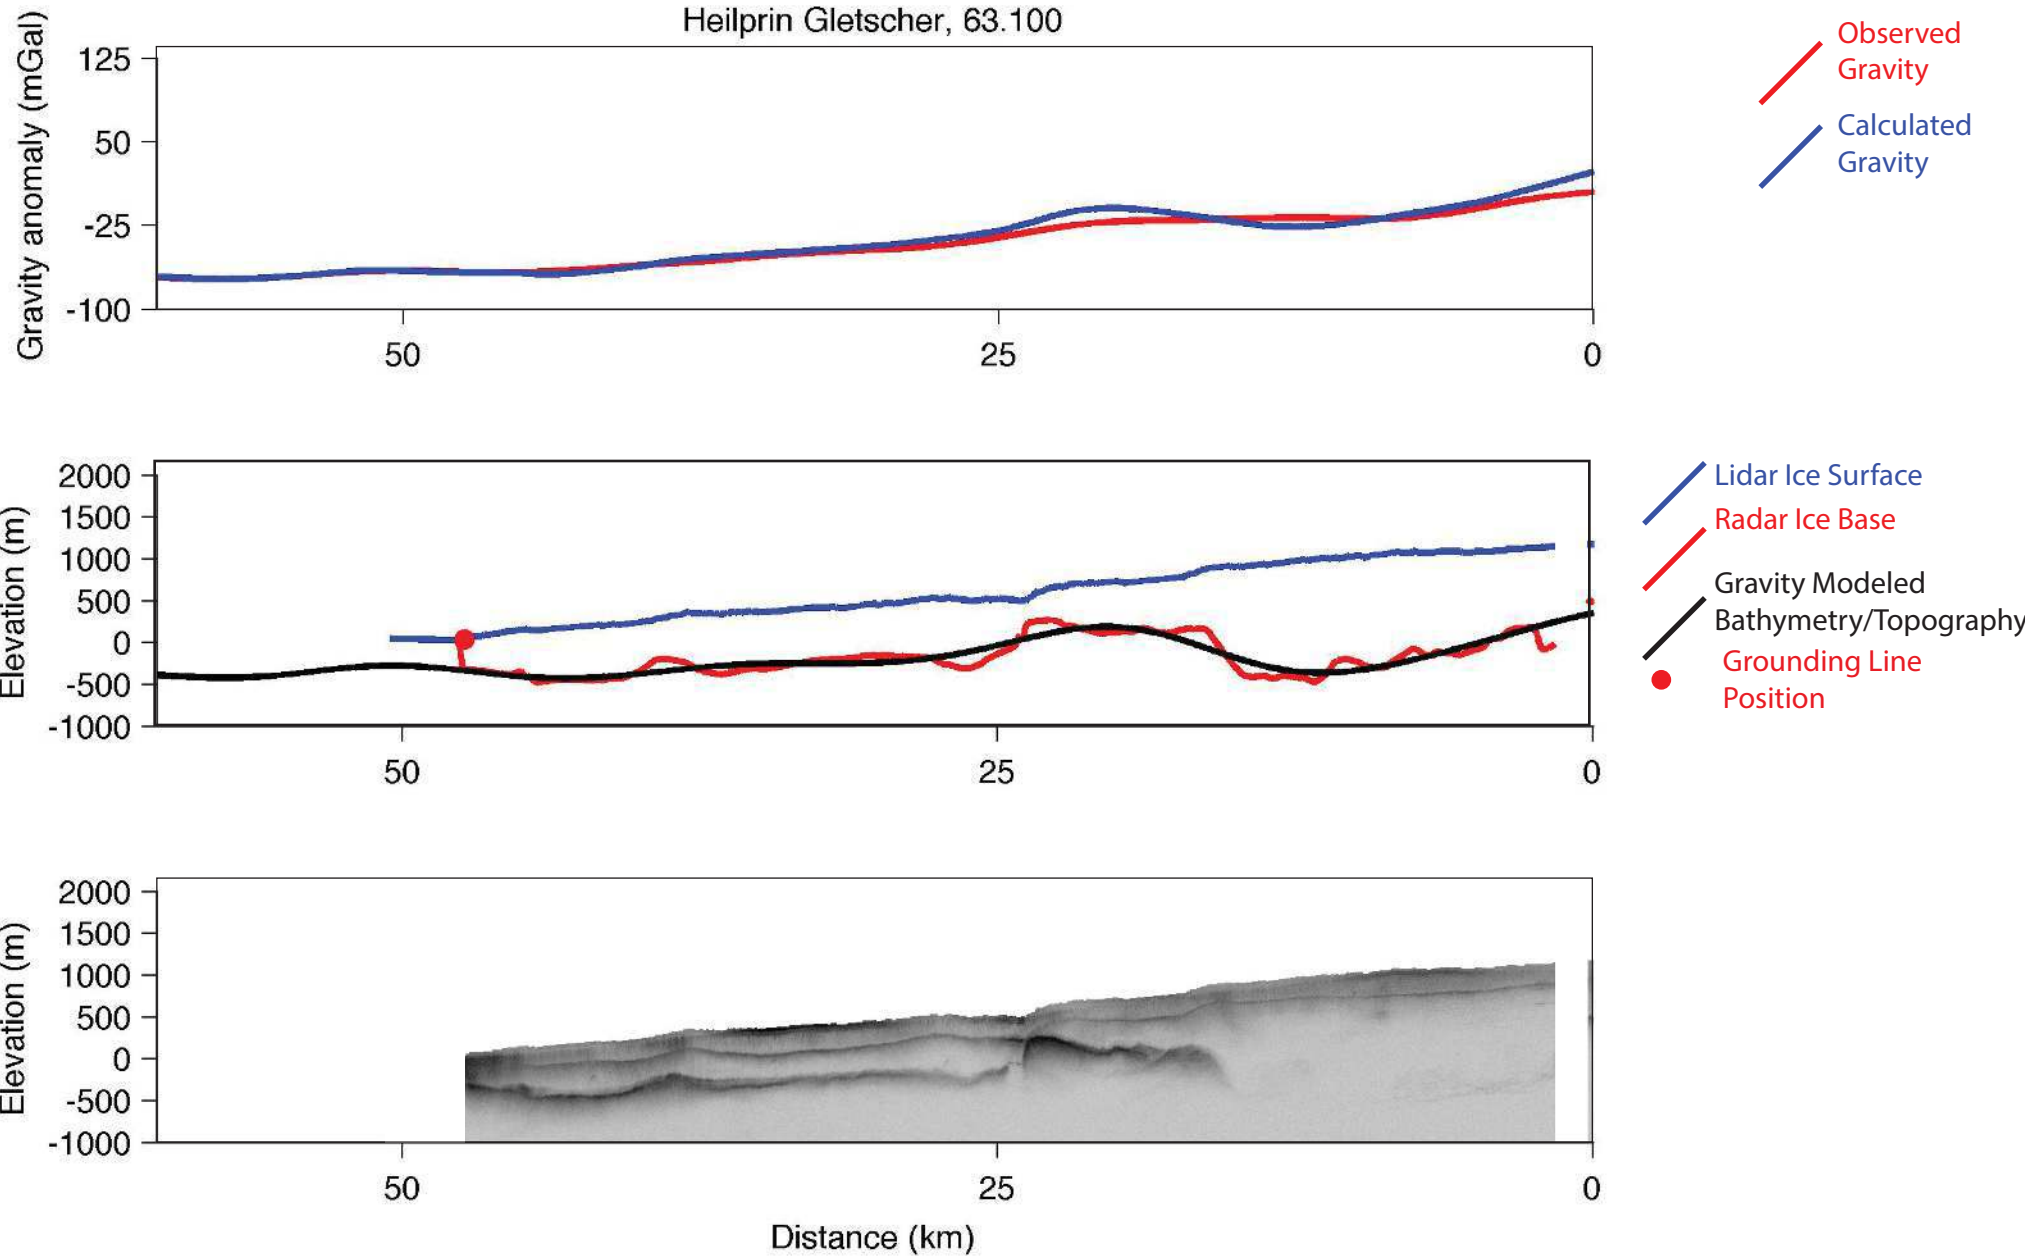 Heilprin Gletscher, 63.100
Gravity anomaly (mGal)
125
50
-25
-100
50
25
0
Observed
Gravity
Calculated
Gravity
Elevation (m)
2000
1500
1000
500
0
-500
-1000
50
25
0
Lidar Ice Surface
Radar Ice Base
Gravity Modeled
Bathymetry/Topography
Grounding Line
Position
Elevation (m)
2000
1500
1000
500
0
-500
-1000
50
25
0
Distance (km)